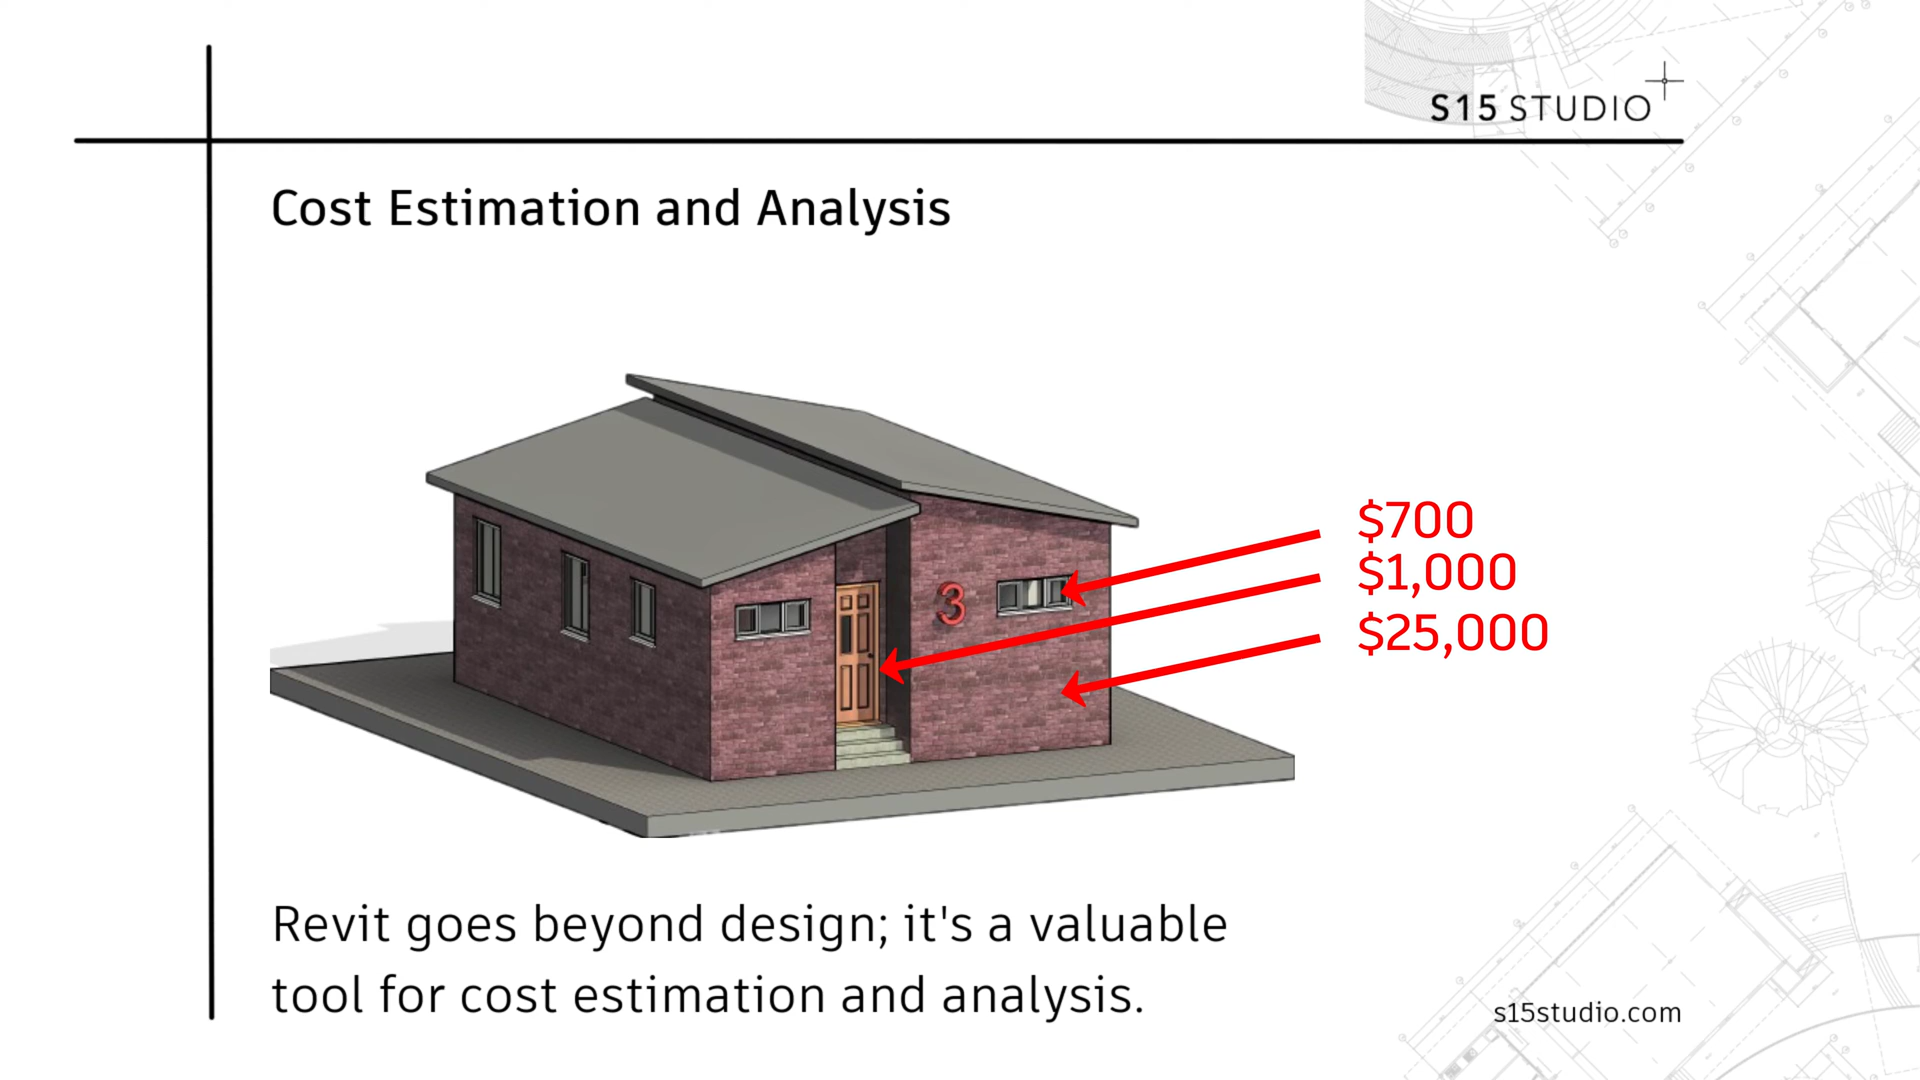 S15 STUDIO
Cost Estimation and Analysis
$700
$1,000
$25,000
3
Revit goes beyond design; it's a valuable
tool for cost estimation and analysis.
s15studio.com